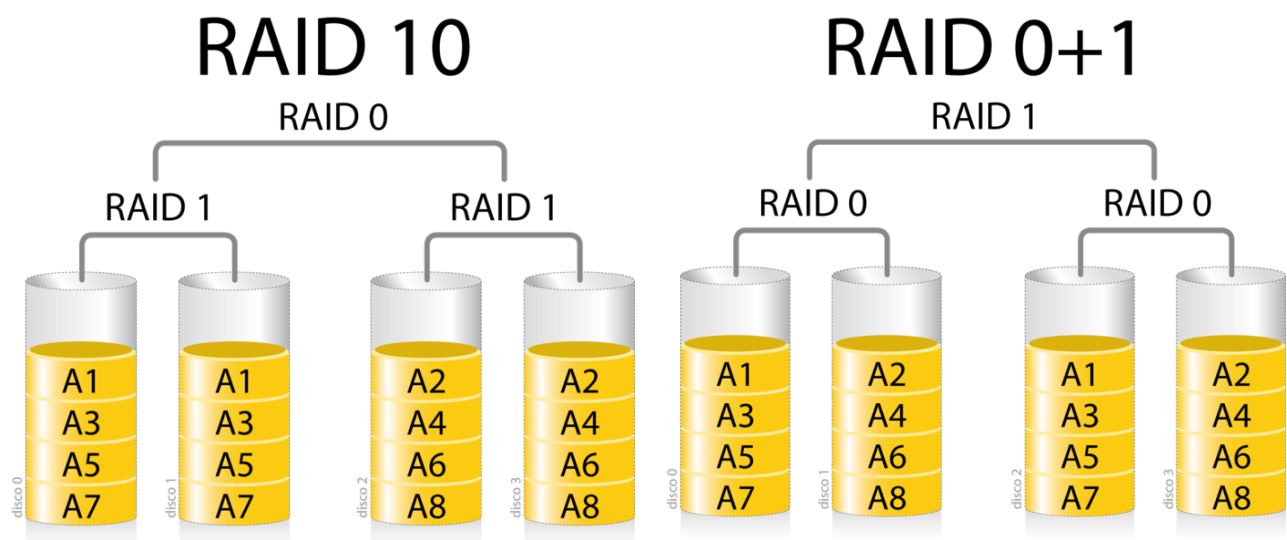 RAID 10
RAID 0
RAID 1
RAID 1
A1
A3
A5
A7
disco 0
A1
A3
A5
A7
disco 1
A2
A4
A6
A8
disco 2
A2
A4
A6
A8
disco 3
RAID 0+1
RAID 1
RAID 0
RAID 0
A1
A3
A5
A7
disco 0
A2
A4
A6
A8
disco 1
A1
A3
A5
A7
disco 2
A2
A4
A6
A8
disco 3